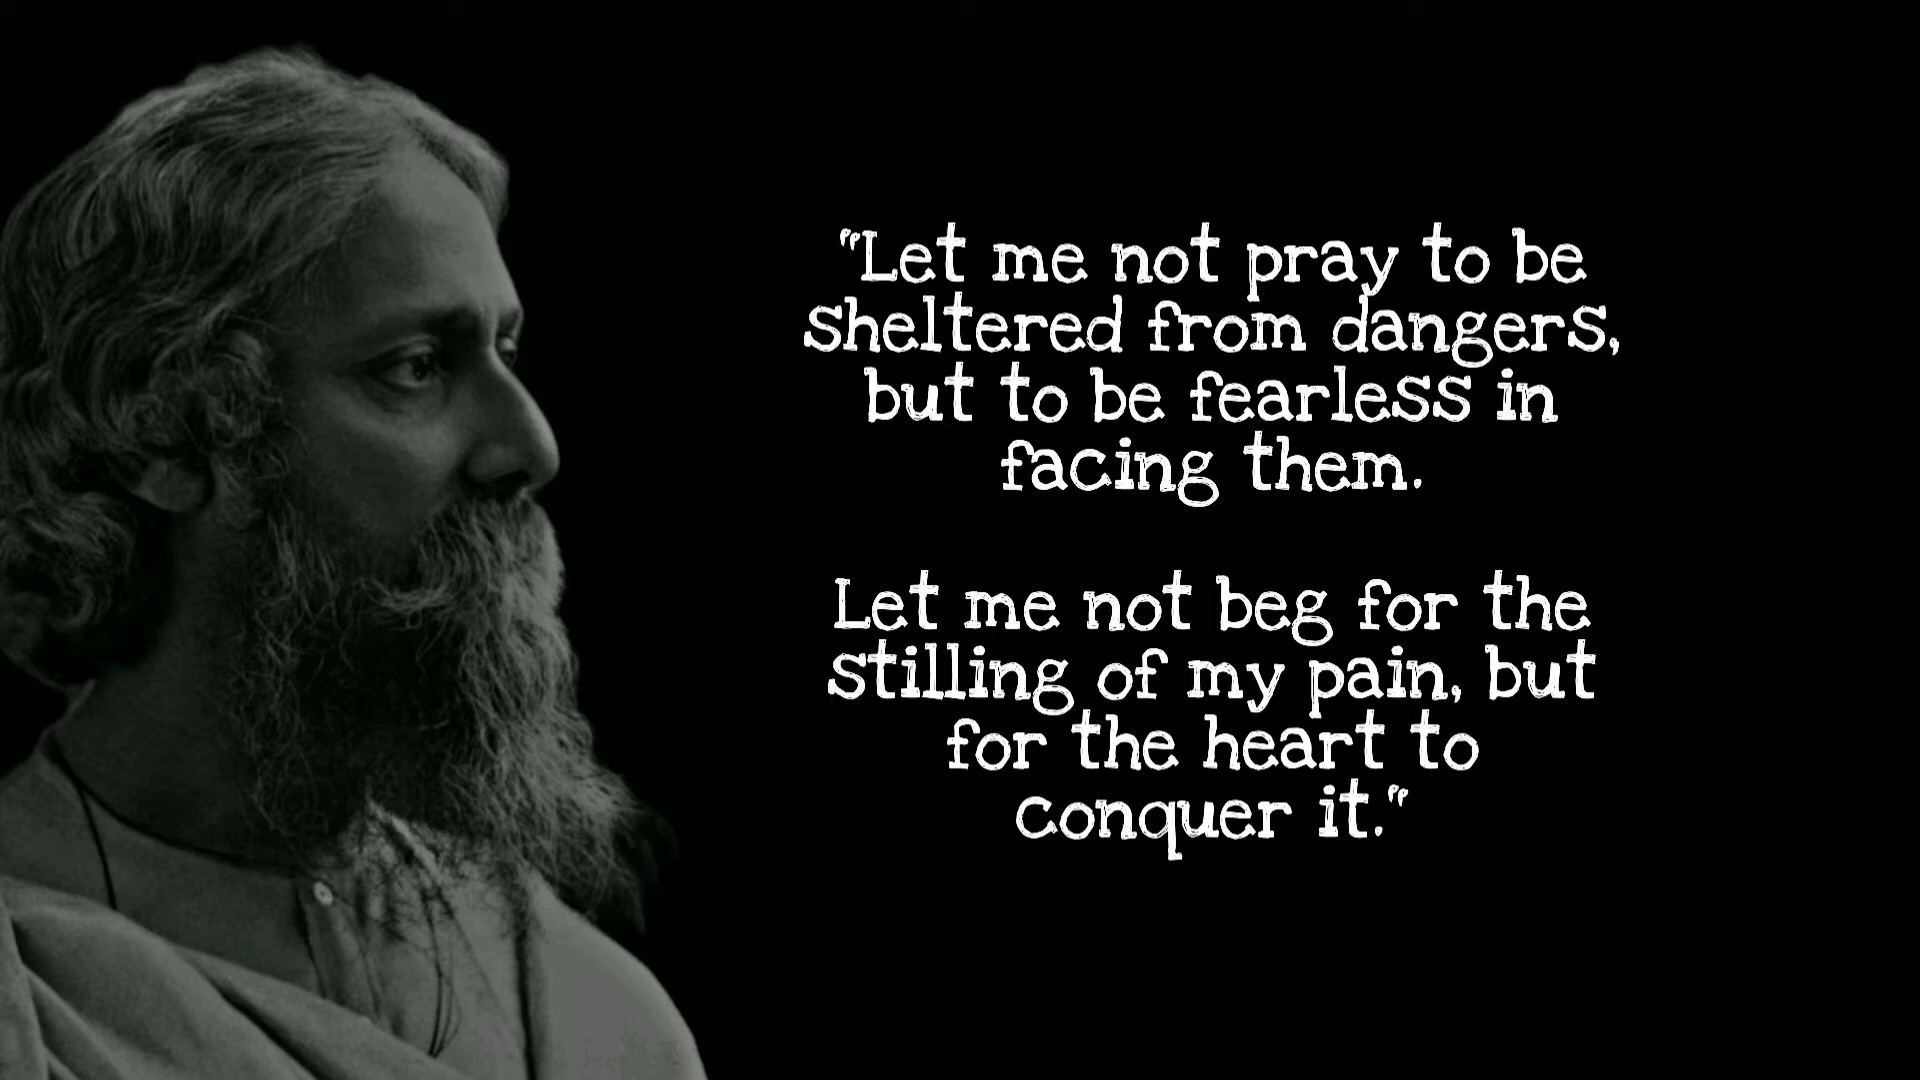 "Let me not pray to be
sheltered from dangers,
but to be fearless in
facing them.
Let me not beg for the
stilling of my pain, but
for the heart to
conquer it."